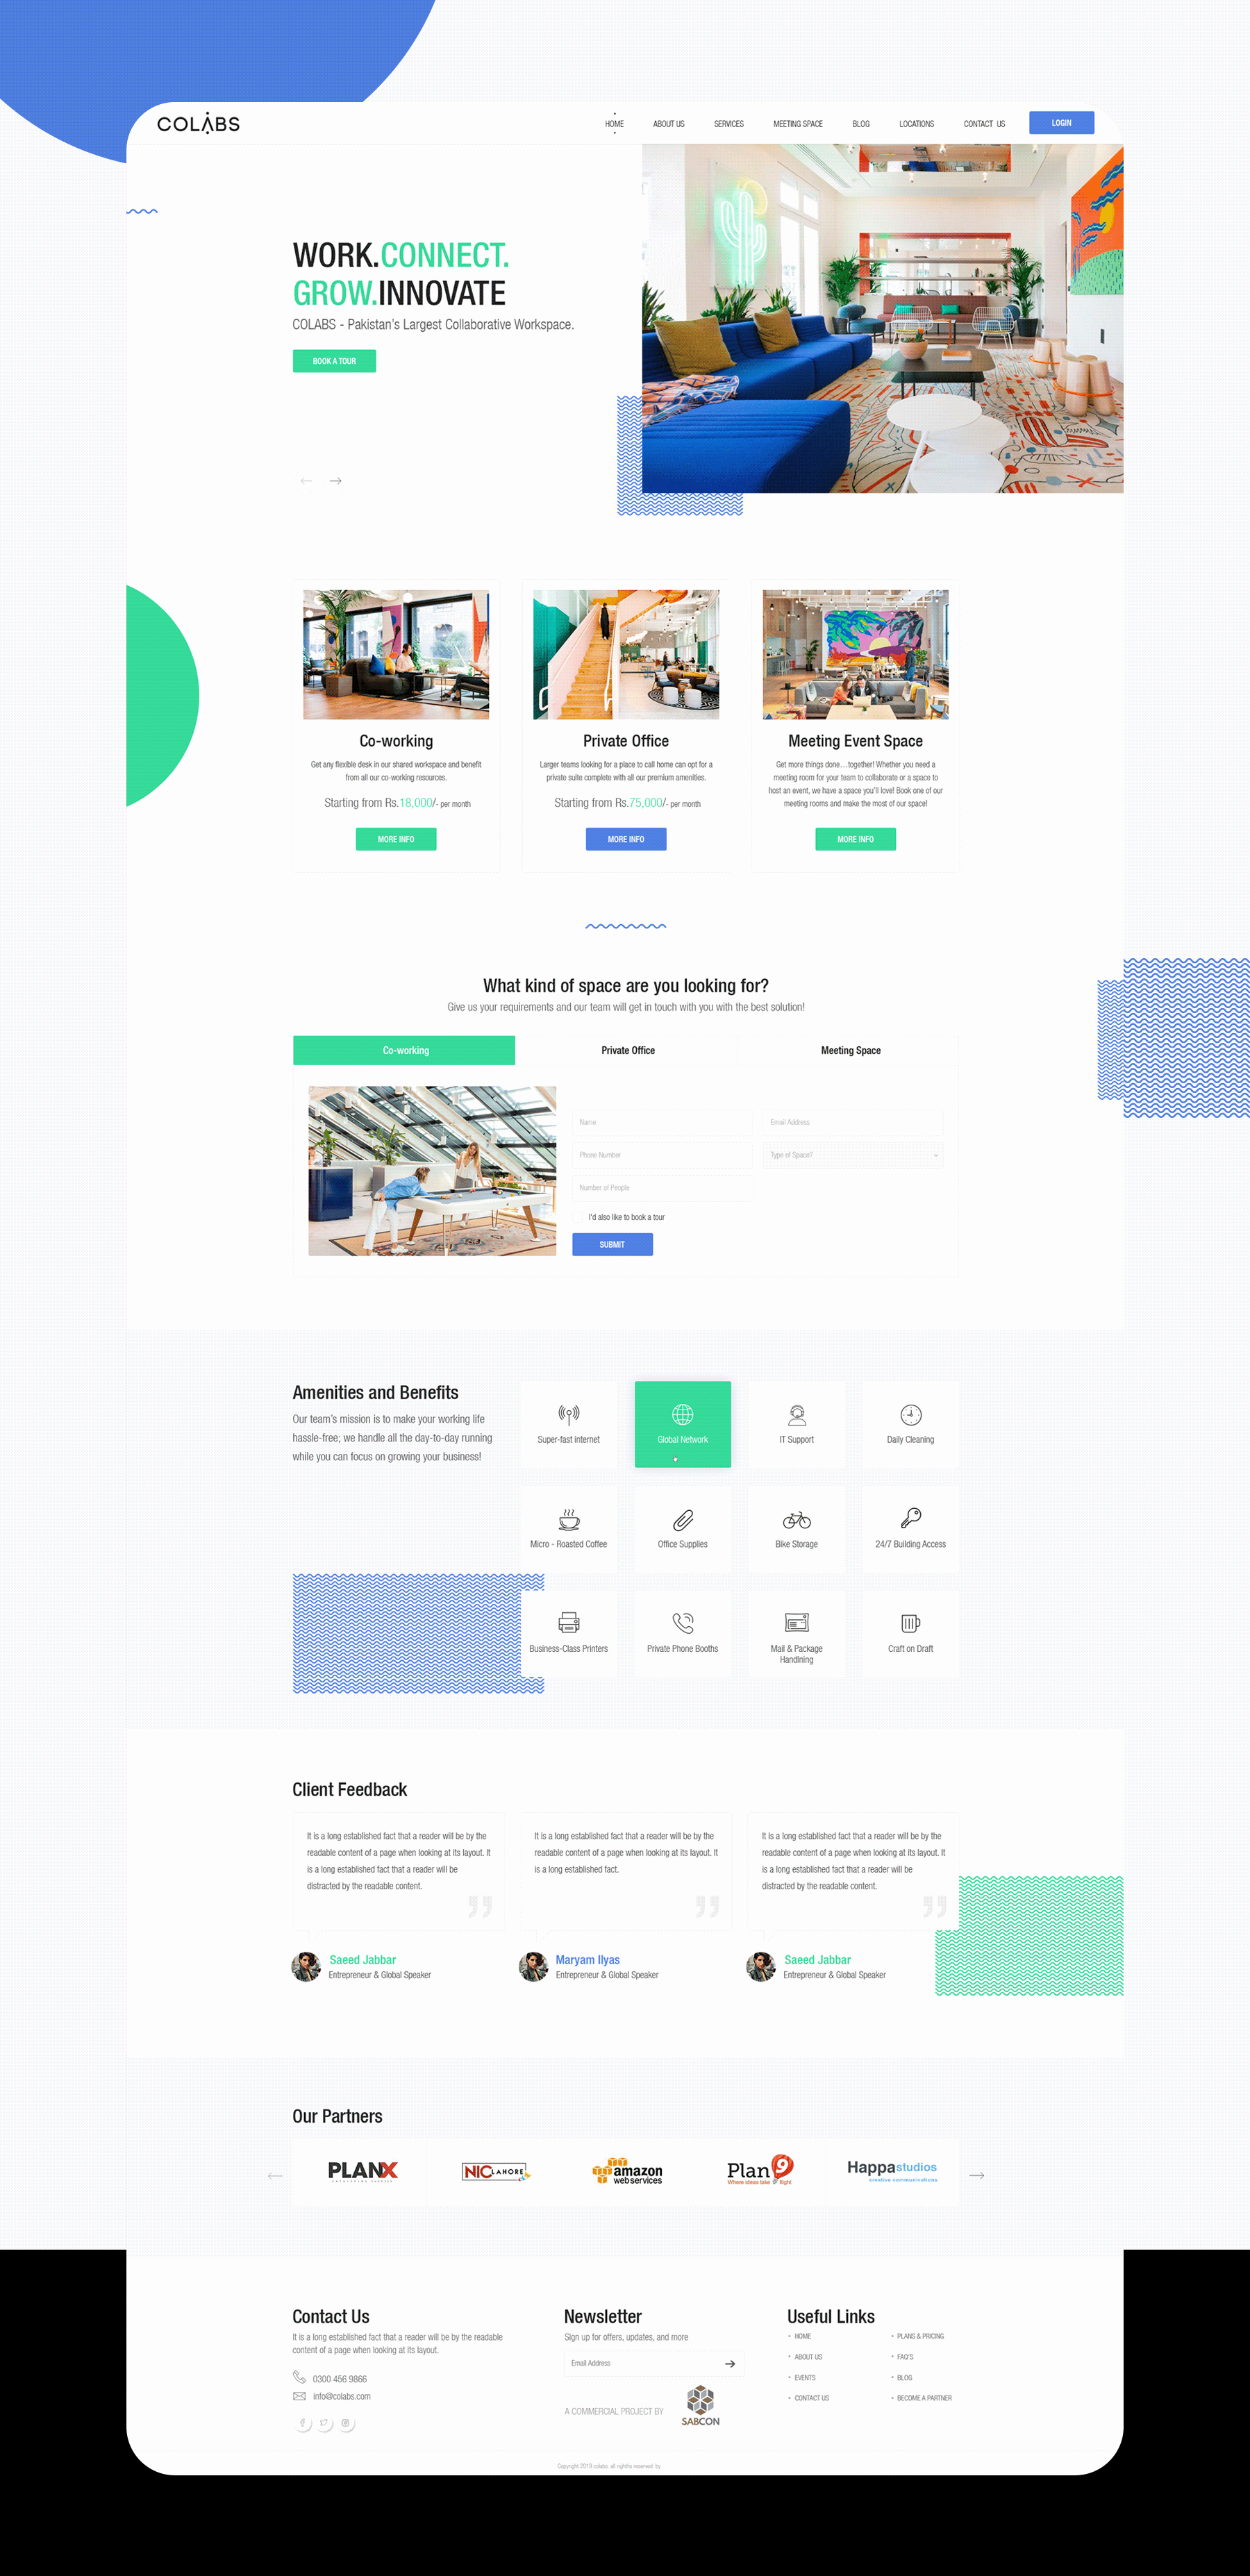 COLABS
HOME ABOUT US SERVICES MEETING SPACE BLOG LOCATIONS CONTACT US LOGIN
WORK.CONNECT.
GROW.INNOVATE
COLABS - Pakistan's Largest Collaborative Workspace.
BOOK A TOUR
Co-working
Get any flexible desk in our shared workspace and benefit
from all our co-working resources.
Starting from Rs.18,000/- per month
MORE INFO
Private Office
Larger teams looking for a place to call home can opt for a
private suite complete with all our premium amenities.
Starting from Rs.75,000/- per month
MORE INFO
Meeting Event Space
Get more things done...together! Whether you need a
meeting room for your team to collaborate or a space to
host an event, we have a space you'll love! Book one of our
meeting rooms and make the most of our space!
MORE INFO
What kind of space are you looking for?
Give us your requirements and our team will get in touch with you with the best solution!
Co-working Private Office Meeting Space
Name Email Address
Phone Number Type of Space?
Number of People
I'd also like to book a tour
SUBMIT
Amenities and Benefits
Our team's mission is to make your working life
hassle-free; we handle all the day-to-day running
while you can focus on growing your business!
Super-fast internet Global Network IT Support Daily Cleaning
Micro - Roasted Coffee Office Supplies Bike Storage 24/7 Building Access
Business-Class Printers Private Phone Booths Mail & Package Craft on Draft
Handlning
Client Feedback
It is a long established fact that a reader will be by the
readable content of a page when looking at its layout. It
is a long established fact that a reader will be
distracted by the readable content.
Saeed Jabbar
Entrepreneur & Global Speaker
It is a long established fact that a reader will be by the
readable content of a page when looking at its layout. It
is a long established fact.
Maryam Ilyas
Entrepreneur & Global Speaker
It is a long established fact that a reader will be by the
readable content of a page when looking at its layout. It
is a long established fact that a reader will be
distracted by the readable content.
Saeed Jabbar
Entrepreneur & Global Speaker
Our Partners
PLANX
NIC LAHORE
amazon
webservices
Plan9
Where ideas take flight
Happastudios
creative communications
Contact Us
It is a long established fact that a reader will be by the readable
content of a page when looking at its layout.
0300 456 9866
info@colabs.com
Newsletter
Sign up for offers, updates, and more
Email Address
A COMMERCIAL PROJECT BY
SABCON
Useful Links
HOME PLANS & PRICING
ABOUT US FAQ'S
EVENTS BLOG
CONTACT US BECOME A PARTNER
Copyright 2019 colabs. all rigthts reserved. by